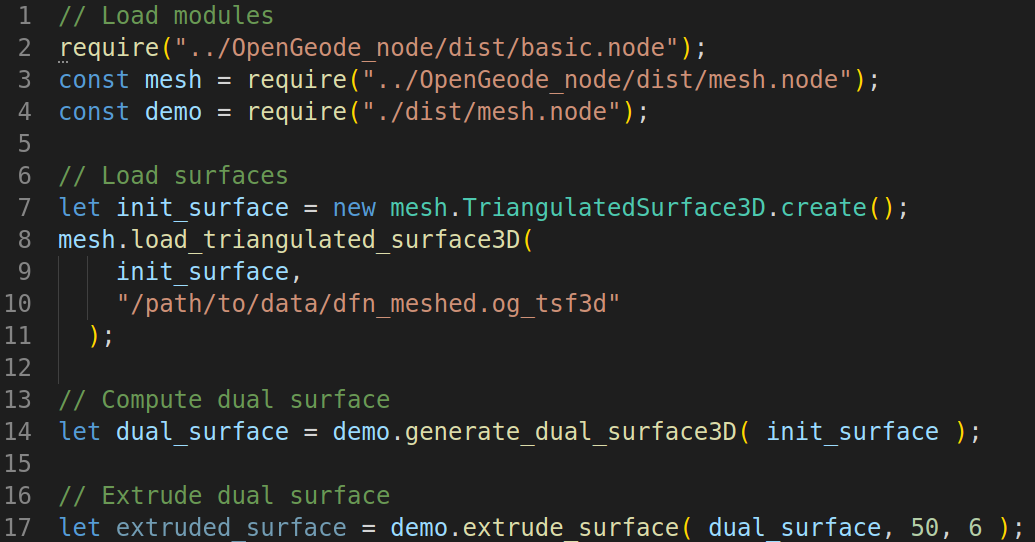 1 // Load modules
2 require("../OpenGeode_node/dist/basic.node");
3 const mesh = require("../OpenGeode_node/dist/mesh.node");
4 const demo = require("./dist/mesh.node");
5
6 // Load surfaces
7 let init_surface = new mesh.TriangulatedSurface3D.create();
8 mesh.load_triangulated_surface3D(
9     init_surface,
10     "/path/to/data/dfn_meshed.og_tsf3d"
11   );
12
13 // Compute dual surface
14 let dual_surface = demo.generate_dual_surface3D( init_surface );
15
16 // Extrude dual surface
17 let extruded_surface = demo.extrude_surface( dual_surface, 50, 6 );